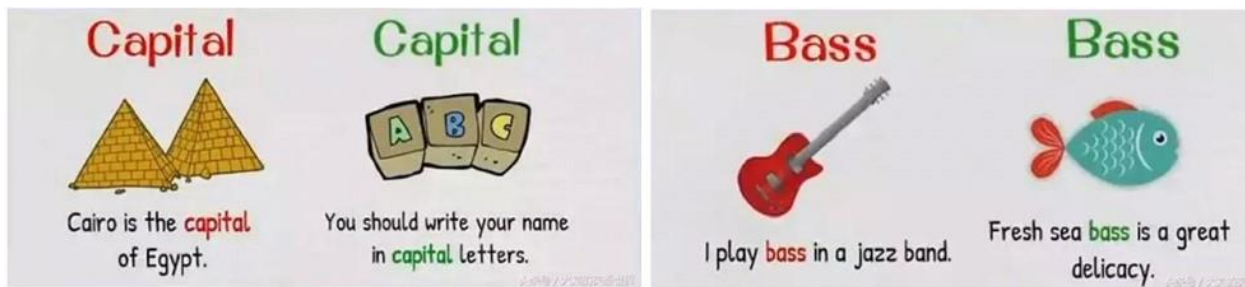 Capital
Capital
A B C
Cairo is the capital
of Egypt.
You should write your name
in capital letters.
Bass
Bass
I play bass in a jazz band.
Fresh sea bass is a great
delicacy.